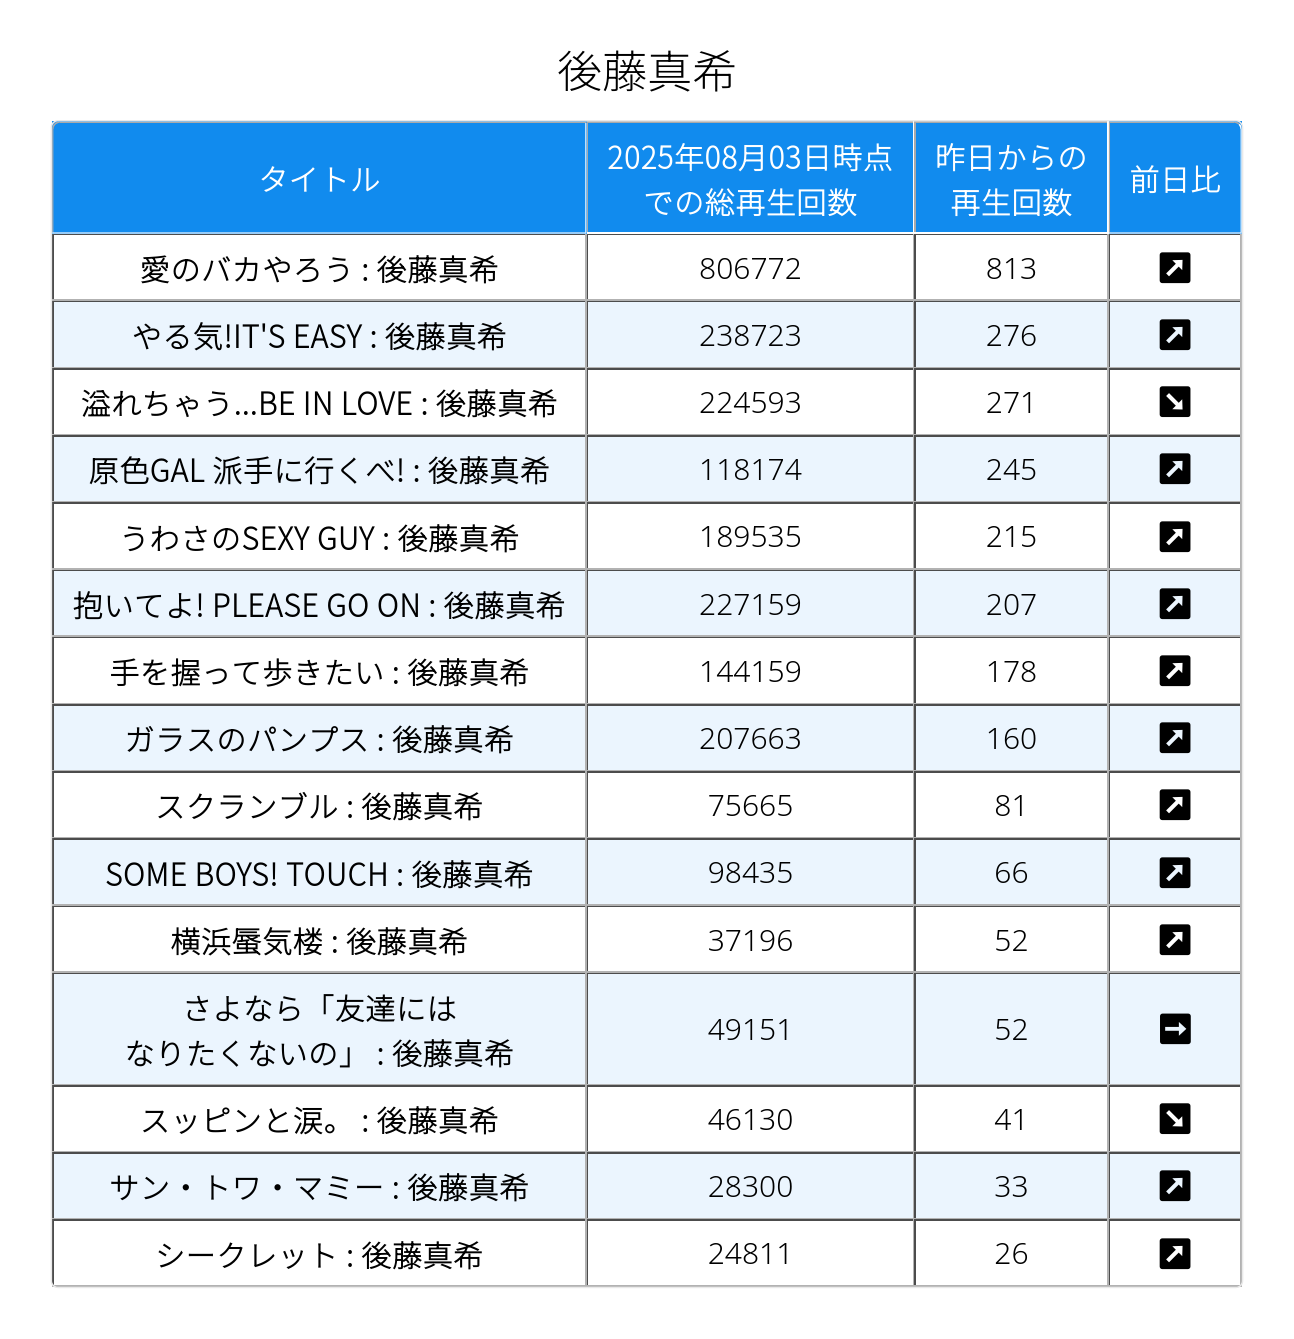 後藤真希
タイトル
2025年08月03日時点
での総再生回数
昨日からの
再生回数
前日比
愛のバカやろう : 後藤真希 806772 813 ↗
やる気!IT'S EASY : 後藤真希 238723 276 ↗
溢れちゃう...BE IN LOVE : 後藤真希 224593 271 ↘
原色GAL 派手に行くべ! : 後藤真希 118174 245 ↗
うわさのSEXY GUY : 後藤真希 189535 215 ↗
抱いてよ! PLEASE GO ON : 後藤真希 227159 207 ↗
手を握って歩きたい : 後藤真希 144159 178 ↗
ガラスのパンプス : 後藤真希 207663 160 ↗
スクランブル : 後藤真希 75665 81 ↗
SOME BOYS! TOUCH : 後藤真希 98435 66 ↗
横浜蜃気楼 : 後藤真希 37196 52 ↗
さよなら「友達には
なりたくないの」 : 後藤真希 49151 52 →
スッピンと涙。 : 後藤真希 46130 41 ↘
サン・トワ・マミー : 後藤真希 28300 33 ↗
シークレット : 後藤真希 24811 26 ↗